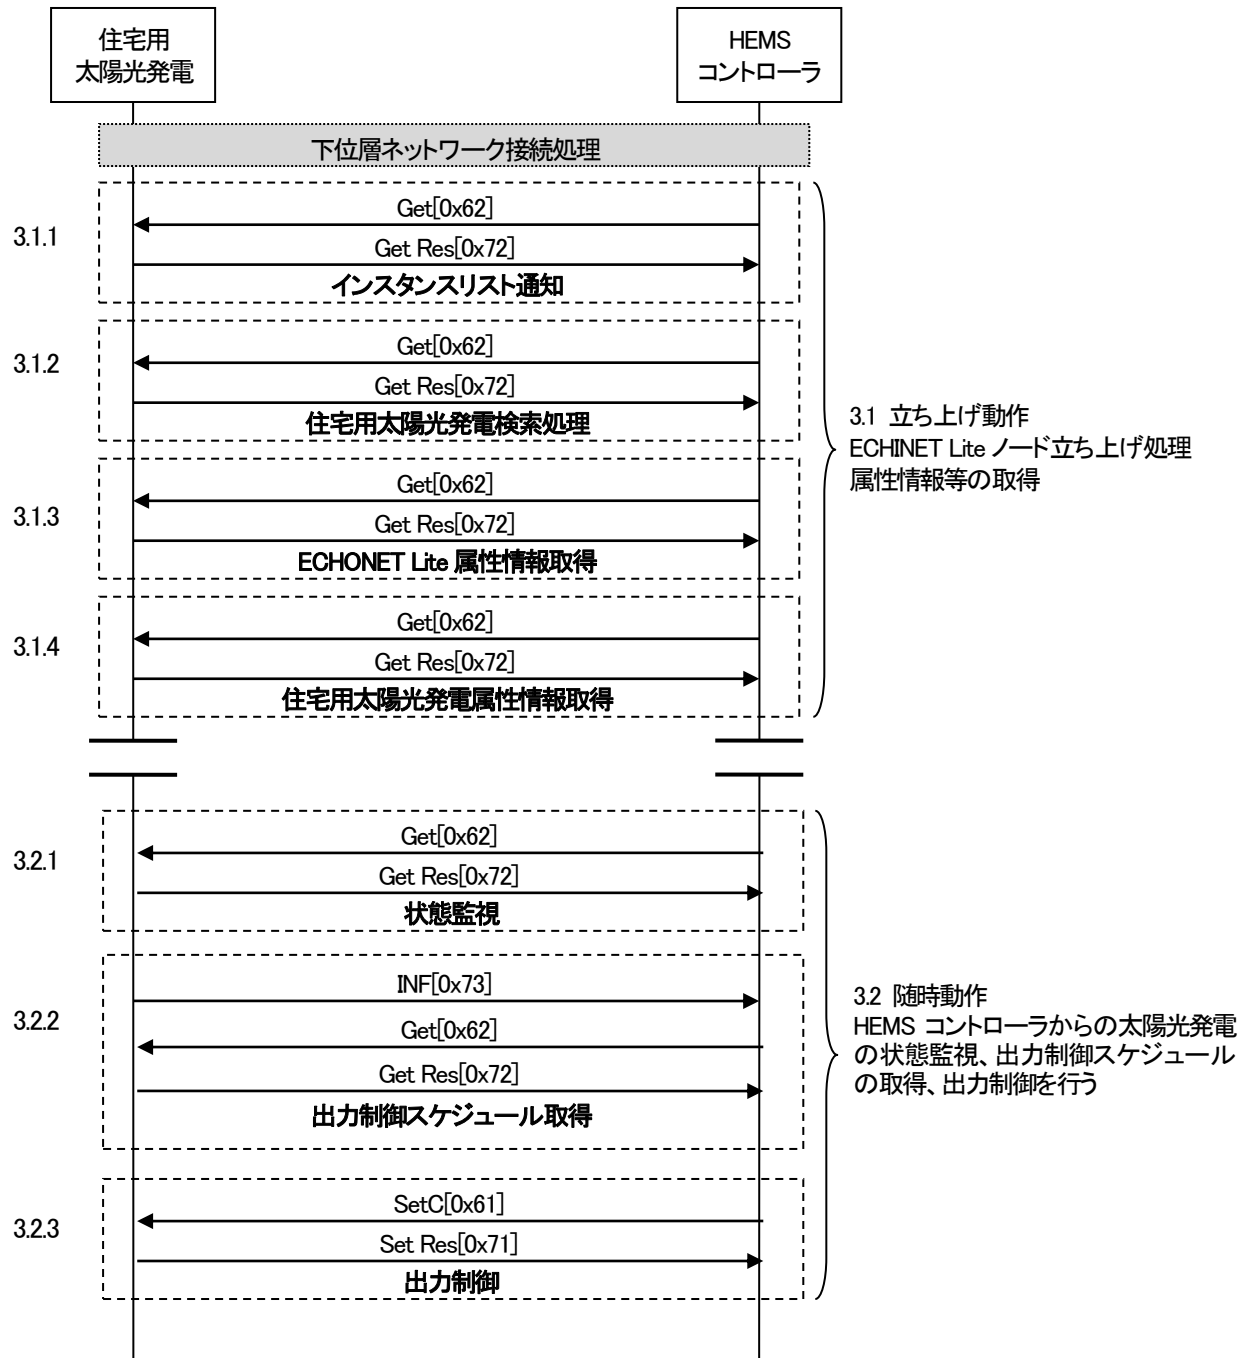 住宅用
太陽光発電
HEMS
コントローラ
下位層ネットワーク接続処理
3.1.1
Get[0x62]
Get Res[0x72]
インスタンスリスト通知
3.1.2
Get[0x62]
Get Res[0x72]
住宅用太陽光発電検索処理
3.1.3
Get[0x62]
Get Res[0x72]
ECHONET Lite 属性情報取得
3.1.4
Get[0x62]
Get Res[0x72]
住宅用太陽光発電属性情報取得
3.1 立ち上げ動作
ECHINET Lite ノード立ち上げ処理
属性情報等の取得
3.2.1
Get[0x62]
Get Res[0x72]
状態監視
3.2.2
INF[0x73]
Get[0x62]
Get Res[0x72]
出力制御スケジュール取得
3.2.3
SetC[0x61]
Set Res[0x71]
出力制御
3.2 随時動作
HEMS コントローラからの太陽光発電
の状態監視、出力制御スケジュール
の取得、出力制御を行う